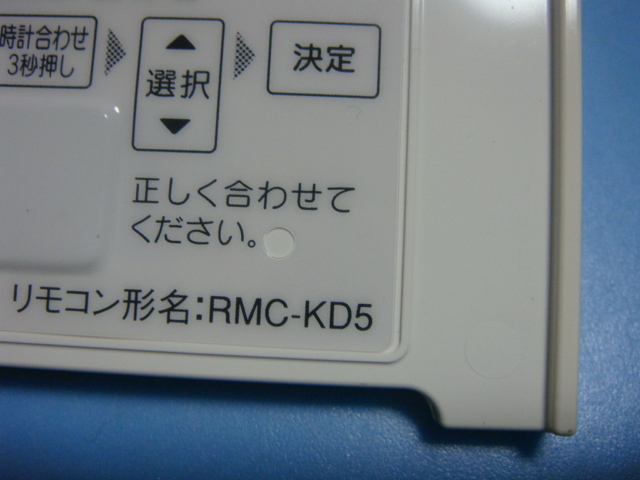 時計合わせ
3秒押し
▲
選択
▼
決定
正しく合わせて
ください。
リモコン形名:RMC-KD5